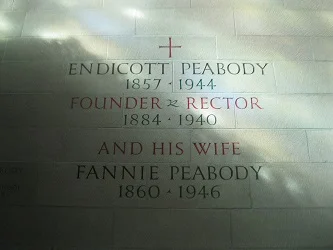 ENDICOTT PEABODY
1857 · 1944
FOUNDER & RECTOR
1884 · 1940
AND HIS WIFE
FANNIE PEABODY
1860 · 1946